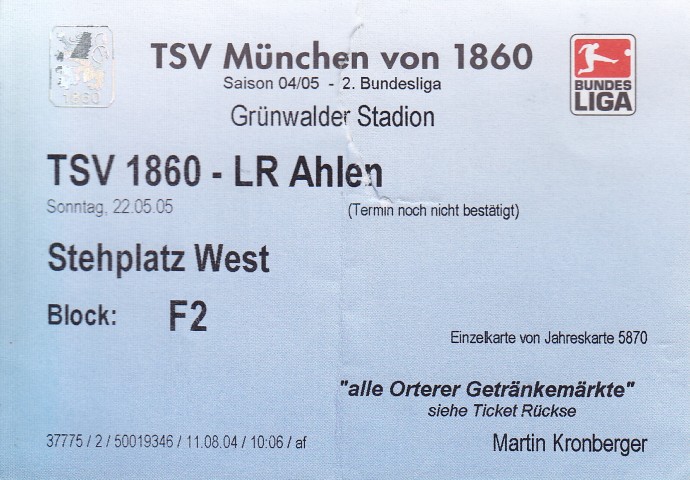 TSV München von 1860
Saison 04/05 - 2. Bundesliga
Grünwalder Stadion
1860
BUNDES
LIGA
TSV 1860 - LR Ahlen
Sonntag, 22.05.05
(Termin noch nicht bestätigt)
Stehplatz West
Block: F2
Einzelkarte von Jahreskarte 5870
"alle Orterer Getränkemärkte"
siehe Ticket Rückse
37775 / 2 / 50019346 / 11.08.04 / 10:06 / af
Martin Kronberger